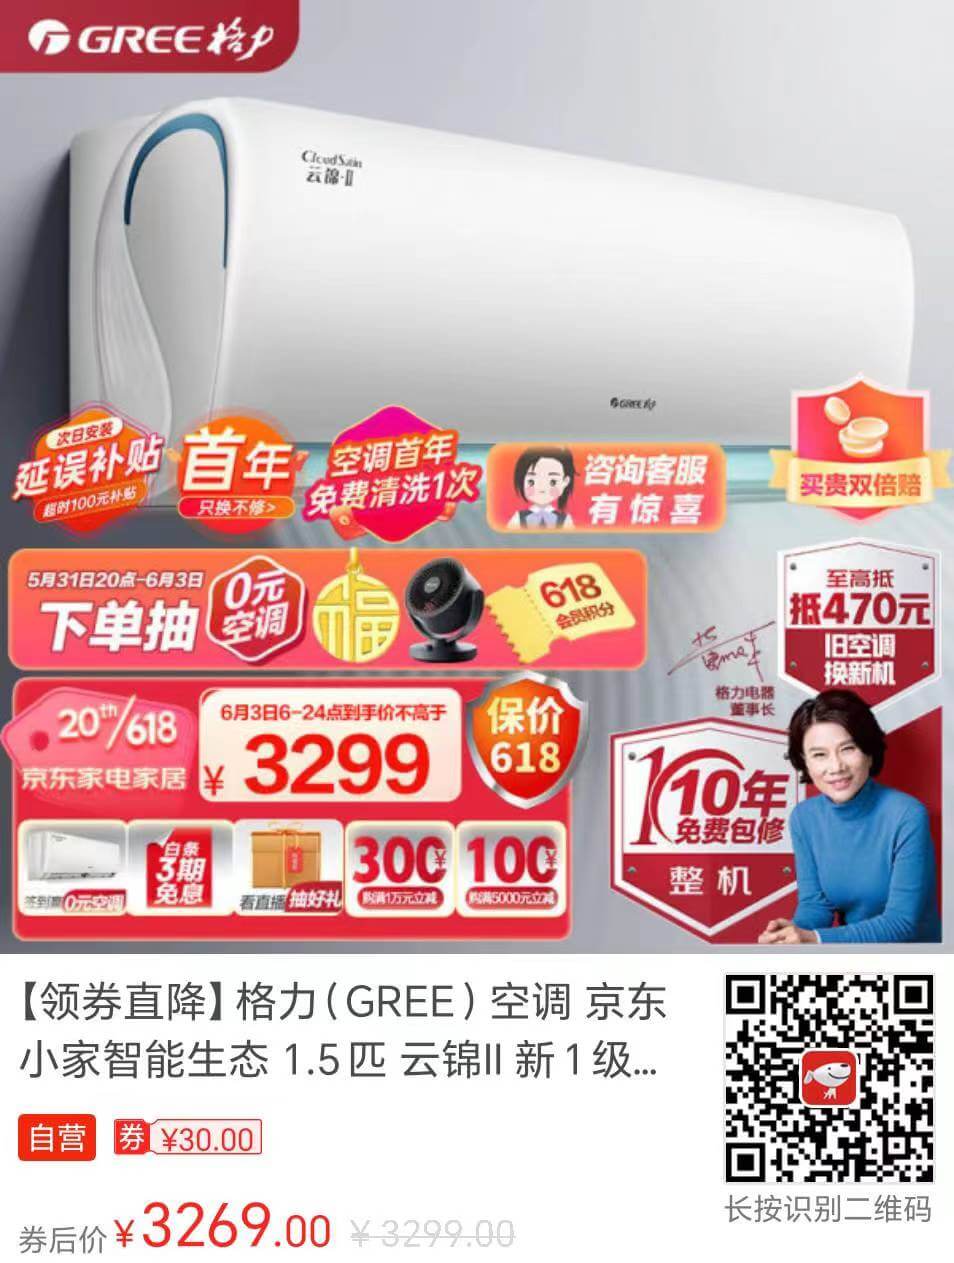 GREE格力
CloudSatin
云锦·II
GREE格力
次日安装
延误补贴
超时100元补贴
首年
只换不修>
空调首年
免费清洗1次
咨询客服
有惊喜
买贵双倍赔
5月31日20点-6月3日
下单抽
0元
空调
福
618
会员积分
至高抵
抵470元
旧空调
换新机
格力电器
董事长
20th/618
京东家电家居
6月3日6-24点到手价不高于
¥3299
保价
618
10年
免费包修
整机
签到赢0元空调
白条
3期
免息
看直播抽好礼
300¥
购满1万元立减
100¥
购满5000元立减
【领券直降】格力(GREE)空调 京东
小家智能生态 1.5匹 云锦II 新1级...
自营 券 ¥30.00
券后价 ¥3269.00 ¥3299.00
长按识别二维码